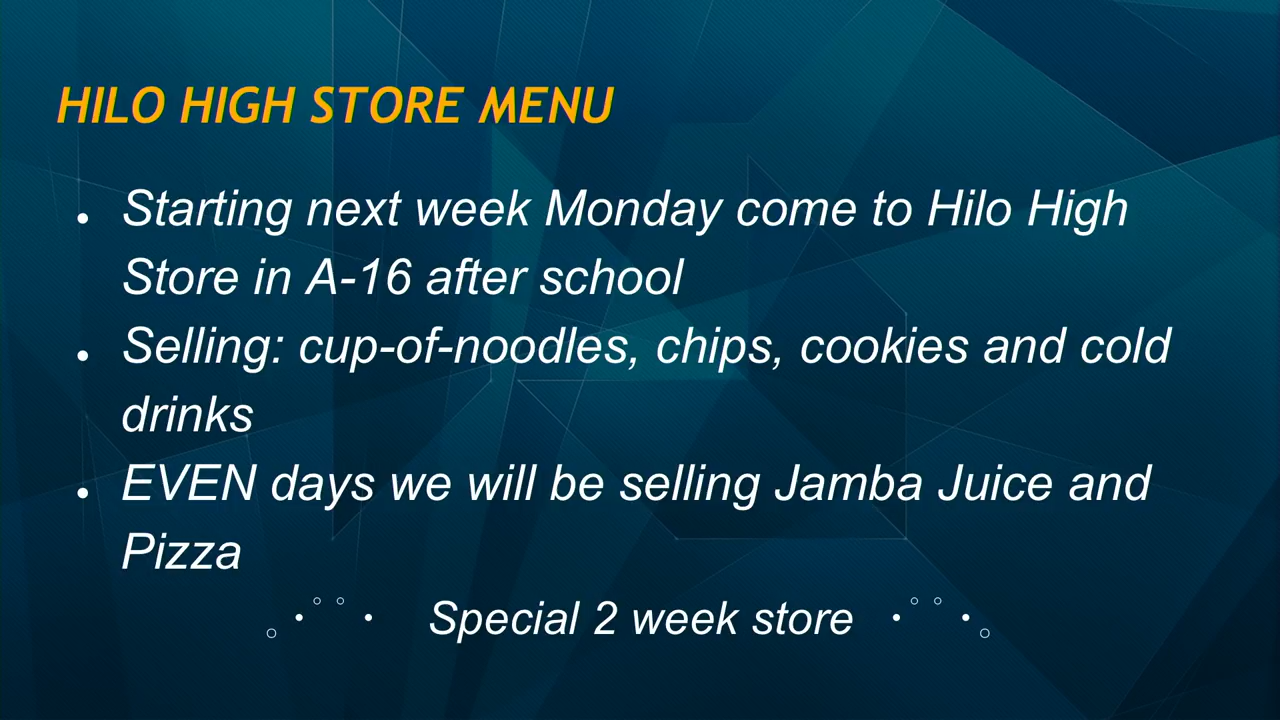 HILO HIGH STORE MENU
• Starting next week Monday come to Hilo High
Store in A-16 after school
• Selling: cup-of-noodles, chips, cookies and cold
drinks
• EVEN days we will be selling Jamba Juice and
Pizza
Special 2 week store